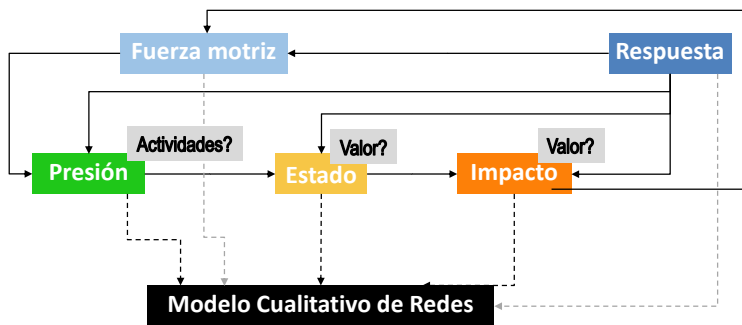 Fuerza motriz
Respuesta
Actividades?
Valor?
Valor?
Presión
Estado
Impacto
Modelo Cualitativo de Redes